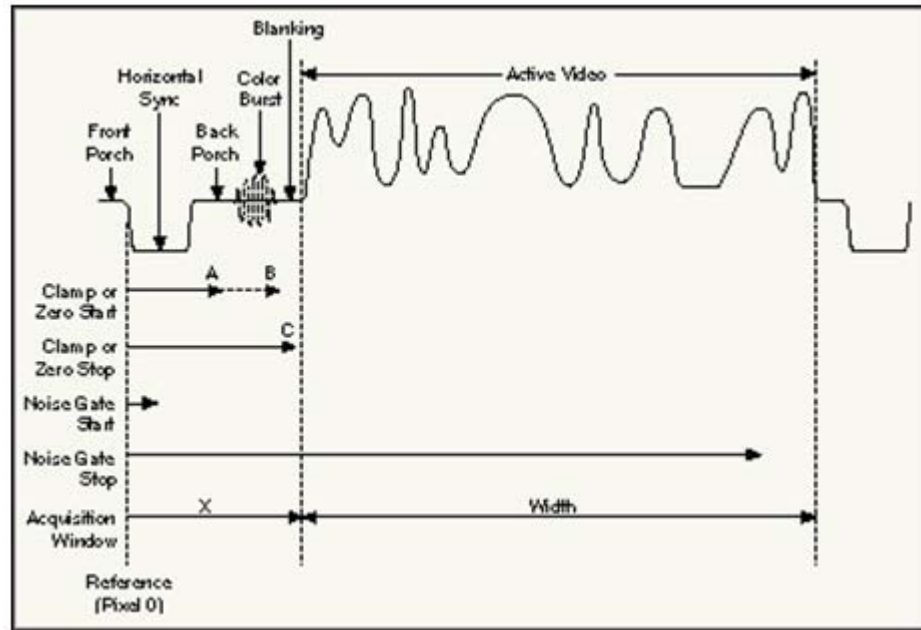 Blanking
Active Video
Horizontal
Sync
Color
Burst
Front
Porch
Back
Porch
A
B
Clamp or
Zero Start
C
Clamp or
Zero Stop
Noise Gate
Start
Noise Gate
Stop
X
Width
Acquisition
Window
Reference
(Pixel 0)